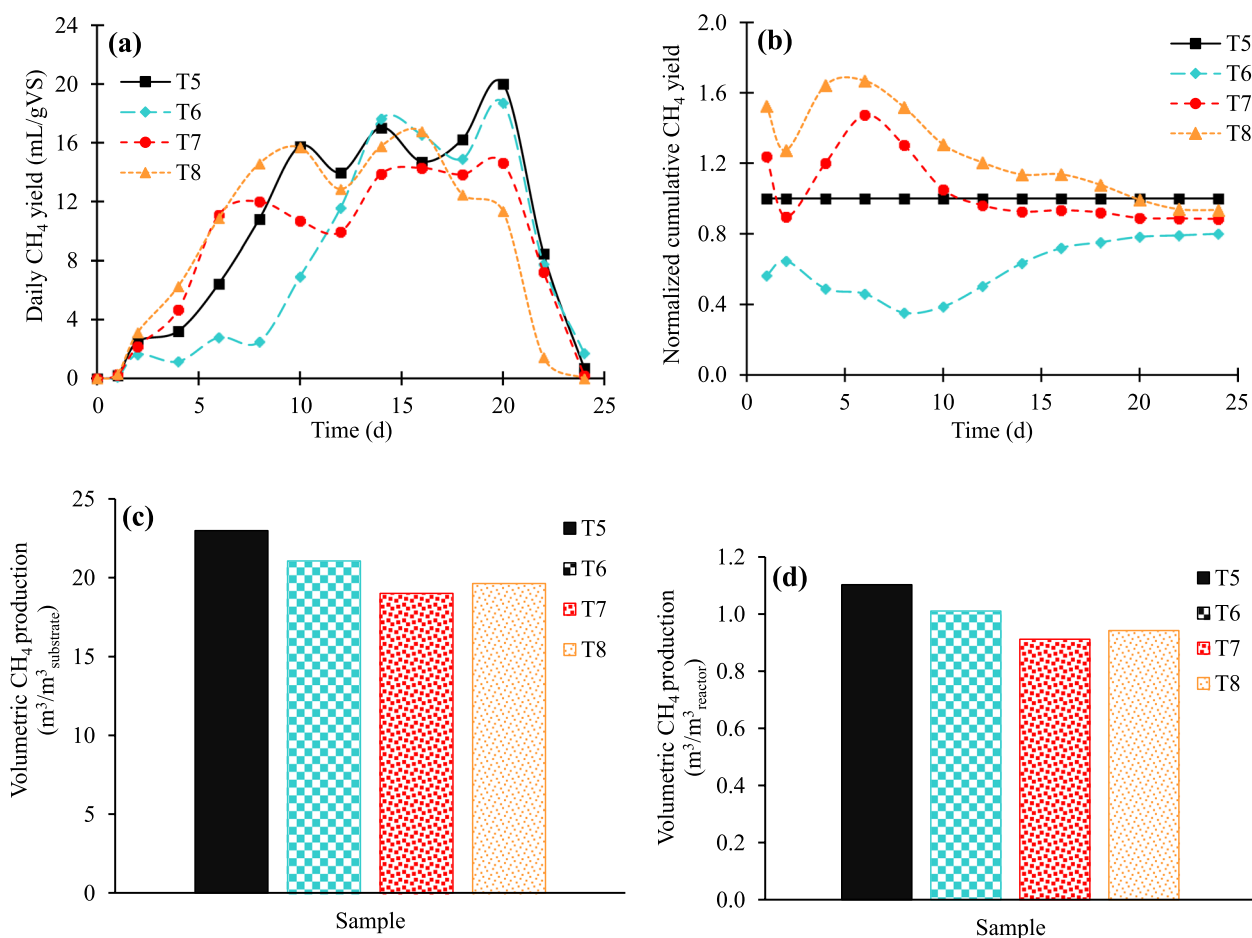 (a)
Daily CH₄ yield (mL/gVS)
24
20
16
12
8
4
0
T5
T6
T7
T8
0 5 10 15 20 25
Time (d)
(b)
Normalized cumulative CH₄ yield
2.0
1.6
1.2
0.8
0.4
0.0
T5
T6
T7
T8
0 5 10 15 20 25
Time (d)
(c)
Volumetric CH₄ production
(m³/m³ substrate)
25
20
15
10
5
0
T5
T6
T7
T8
Sample
(d)
Volumetric CH₄ production
(m³/m³ reactor)
1.2
1.0
0.8
0.6
0.4
0.2
0.0
T5
T6
T7
T8
Sample